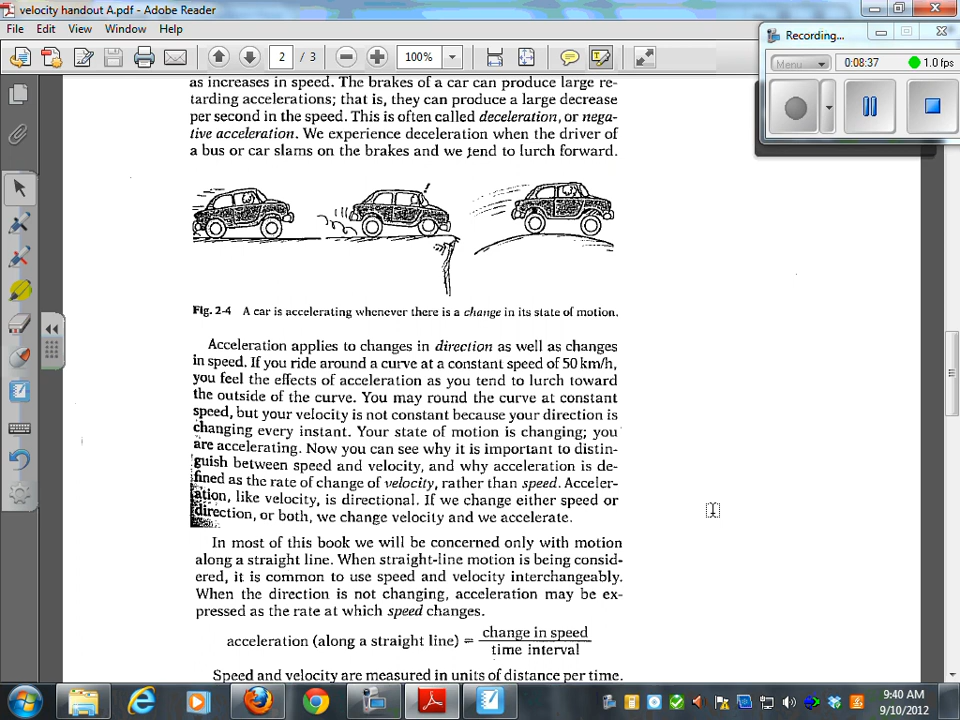 velocity handout A.pdf - Adobe Reader
File Edit View Window Help
2 / 3 100%
Recording...
Menu 0:08:37 1.0 fps
as increases in speed. The brakes of a car can produce large re-
tarding accelerations; that is, they can produce a large decrease
per second in the speed. This is often called deceleration, or nega-
tive acceleration. We experience deceleration when the driver of
a bus or car slams on the brakes and we tend to lurch forward.
!
Fig. 2-4 A car is accelerating whenever there is a change in its state of motion.
Acceleration applies to changes in direction as well as changes
in speed. If you ride around a curve at a constant speed of 50 km/h,
you feel the effects of acceleration as you tend to lurch toward
the outside of the curve. You may round the curve at constant
speed, but your velocity is not constant because your direction is
changing every instant. Your state of motion is changing; you
are accelerating. Now you can see why it is important to distin-
guish between speed and velocity, and why acceleration is de-
fined as the rate of change of velocity, rather than speed. Acceler-
ation, like velocity, is directional. If we change either speed or
direction, or both, we change velocity and we accelerate.
In most of this book we will be concerned only with motion
along a straight line. When straight-line motion is being consid-
ered, it is common to use speed and velocity interchangeably.
When the direction is not changing, acceleration may be ex-
pressed as the rate at which speed changes.
acceleration (along a straight line) = change in speed
time interval
Speed and velocity are measured in units of distance per time.
9:40 AM
9/10/2012